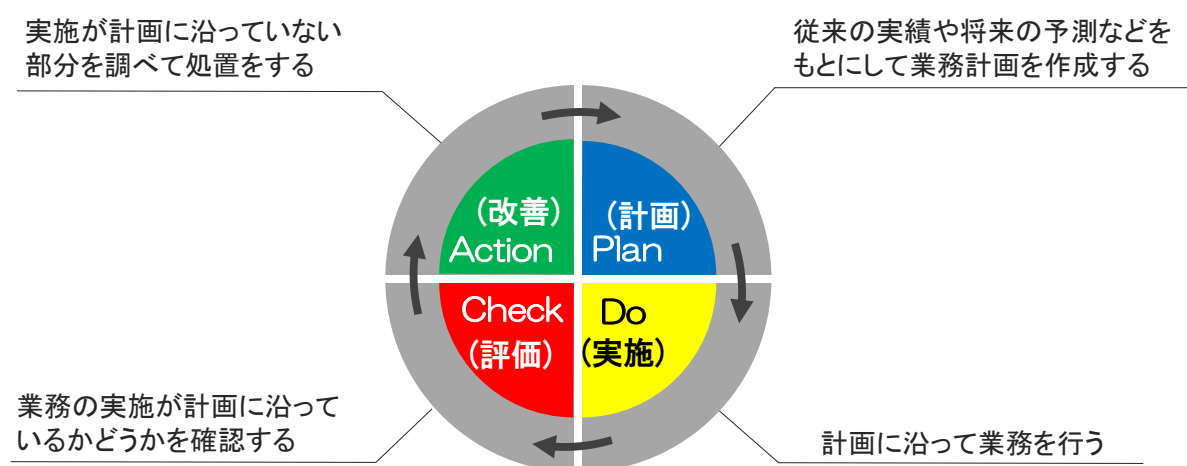 実施が計画に沿っていない
部分を調べて処置をする
従来の実績や将来の予測などを
もとにして業務計画を作成する
(改善)
Action
(計画)
Plan
Check
(評価)
Do
(実施)
業務の実施が計画に沿って
いるかどうかを確認する
計画に沿って業務を行う